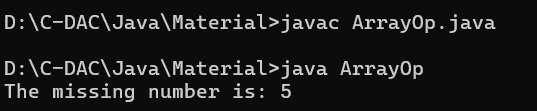 D:\C-DAC\Java\Material>javac ArrayOp.java
D:\C-DAC\Java\Material>java ArrayOp
The missing number is: 5